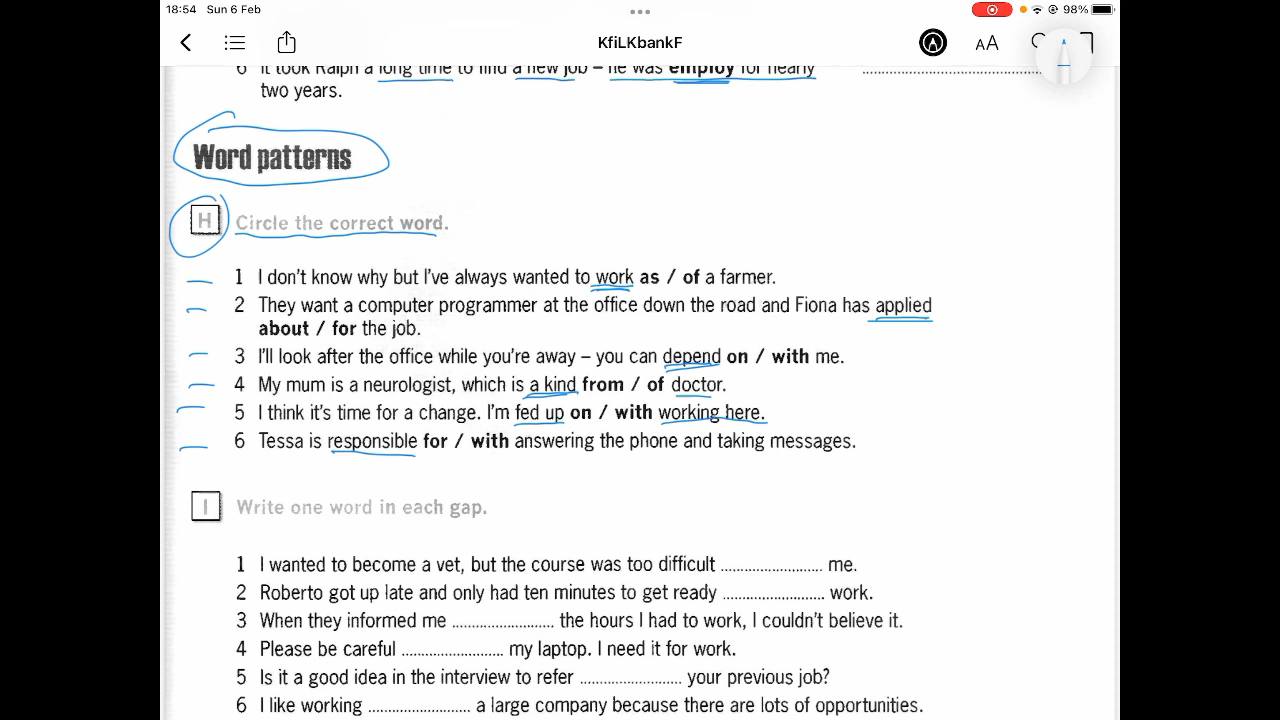 18:54 Sun 6 Feb
98%
KfiLKbankF
AA
6 It took Ralph a long time to find a new job – he was employ for nearly ............................................
two years.
Word patterns
H Circle the correct word.
1 I don't know why but I've always wanted to work as / of a farmer.
2 They want a computer programmer at the office down the road and Fiona has applied
about / for the job.
3 I'll look after the office while you're away – you can depend on / with me.
4 My mum is a neurologist, which is a kind from / of doctor.
5 I think it's time for a change. I'm fed up on / with working here.
6 Tessa is responsible for / with answering the phone and taking messages.
I Write one word in each gap.
1 I wanted to become a vet, but the course was too difficult .......................... me.
2 Roberto got up late and only had ten minutes to get ready .......................... work.
3 When they informed me .......................... the hours I had to work, I couldn't believe it.
4 Please be careful .......................... my laptop. I need it for work.
5 Is it a good idea in the interview to refer .......................... your previous job?
6 I like working .......................... a large company because there are lots of opportunities.